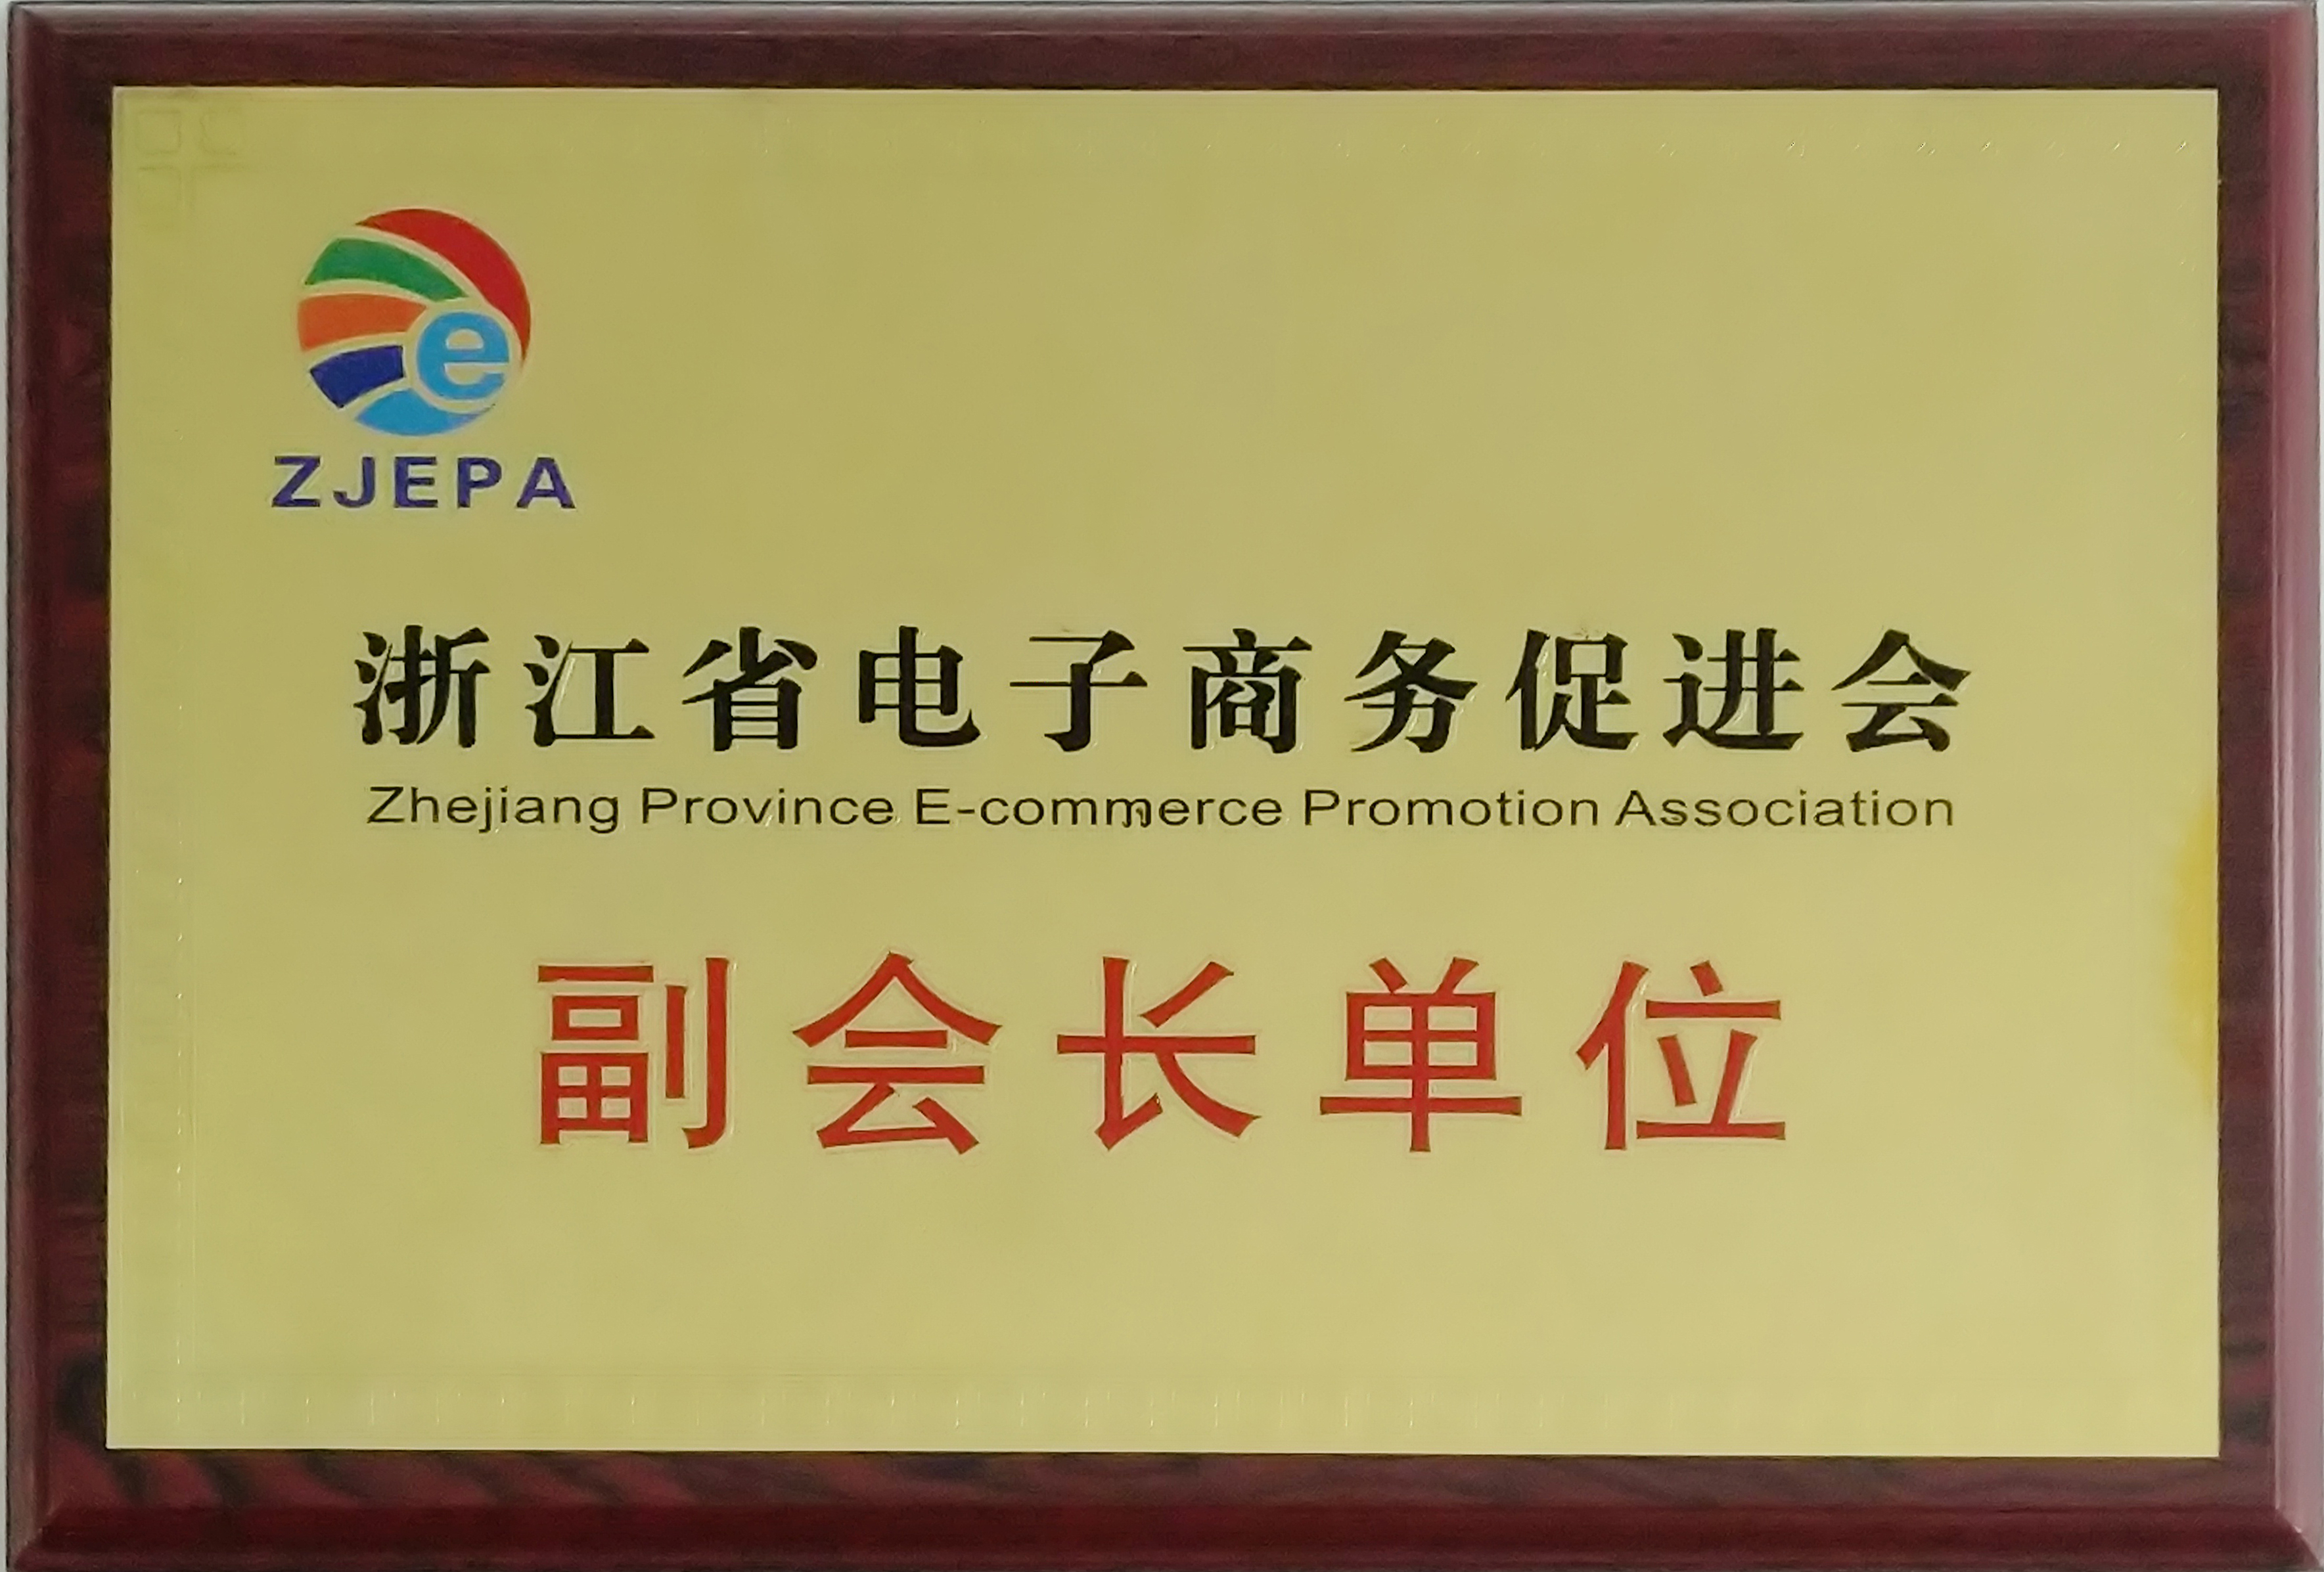 e
ZJEPA
浙江省电子商务促进会
Zhejiang Province E-commerce Promotion Association
副会长单位